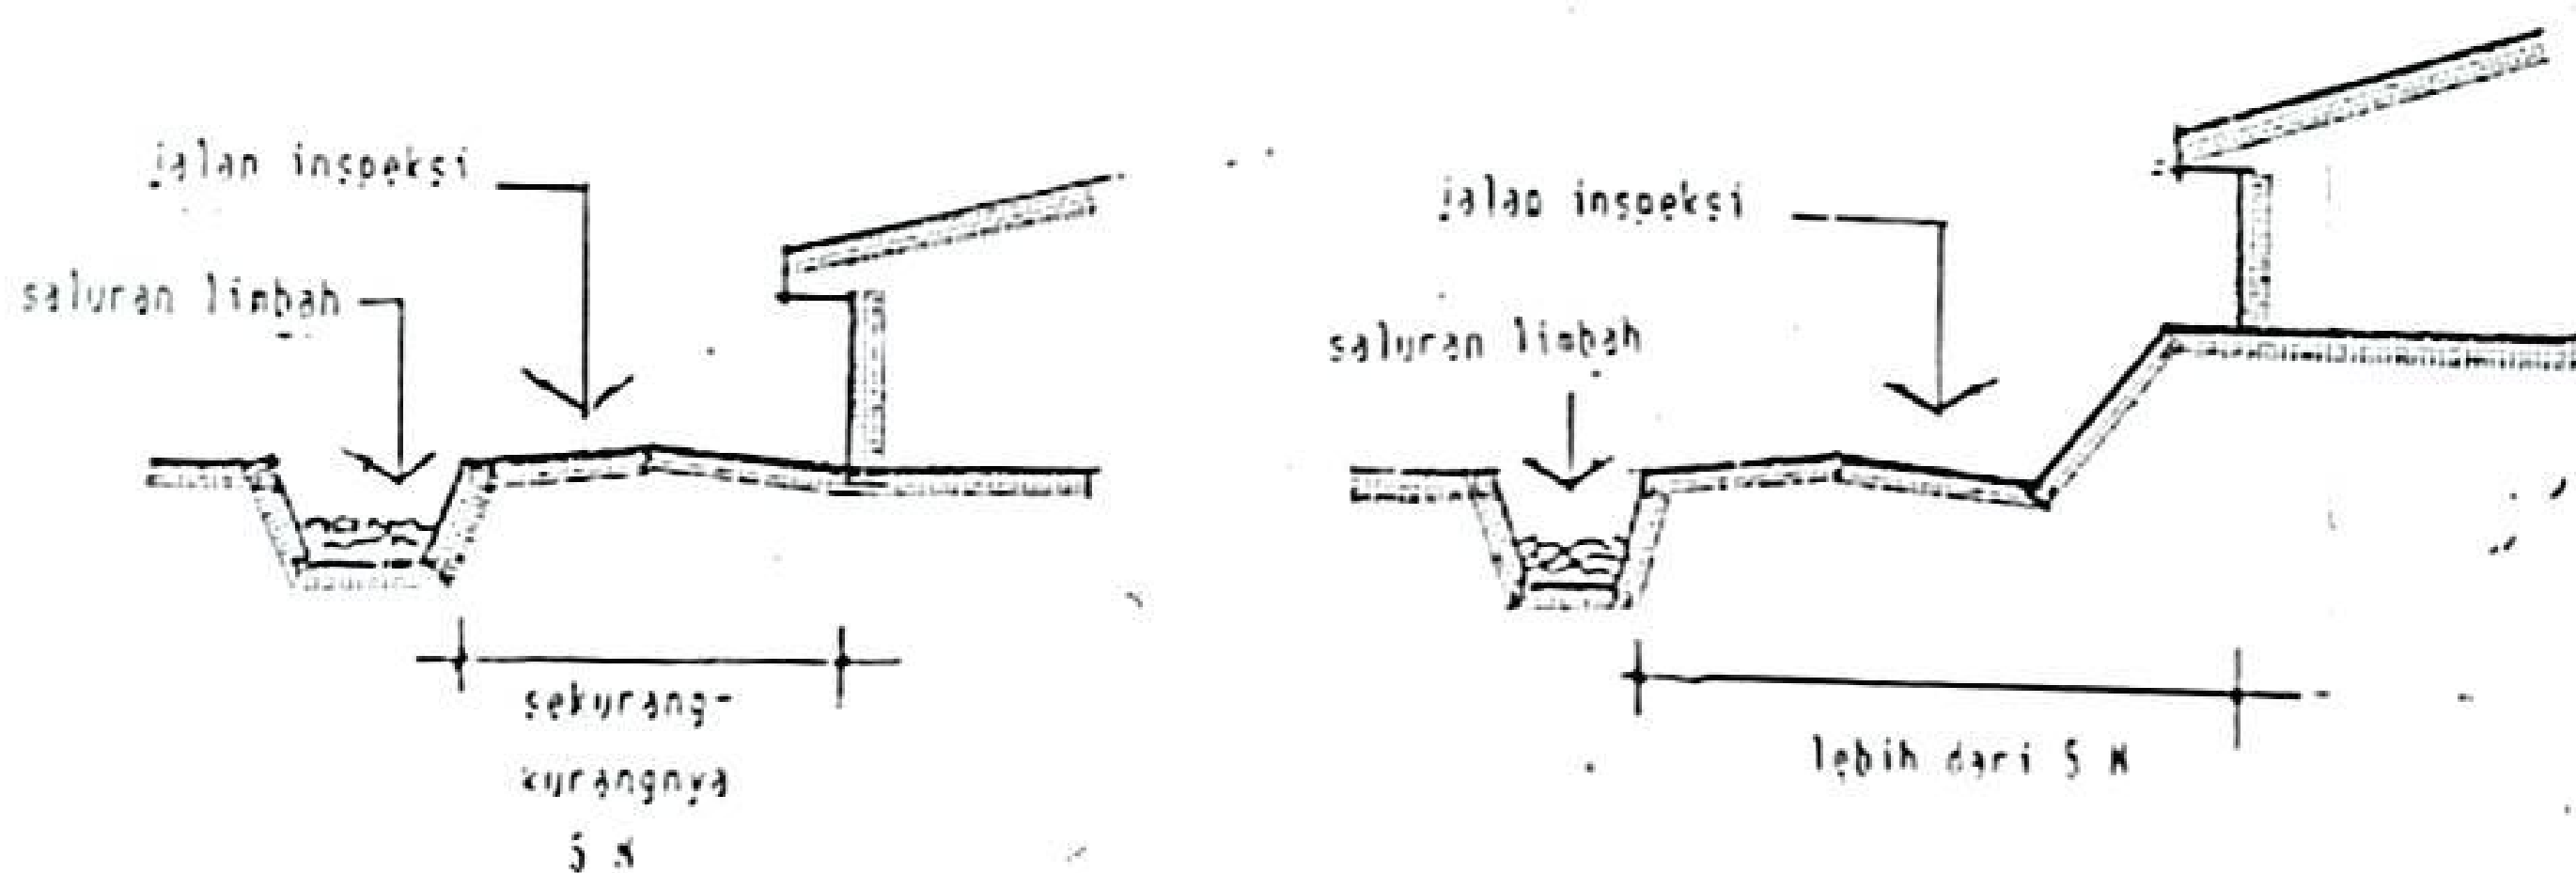 jalan inspeksi
saluran limbah
sekurang-
kurangnya
5 M
jalan inspeksi
saluran limbah
lebih dari 5 M